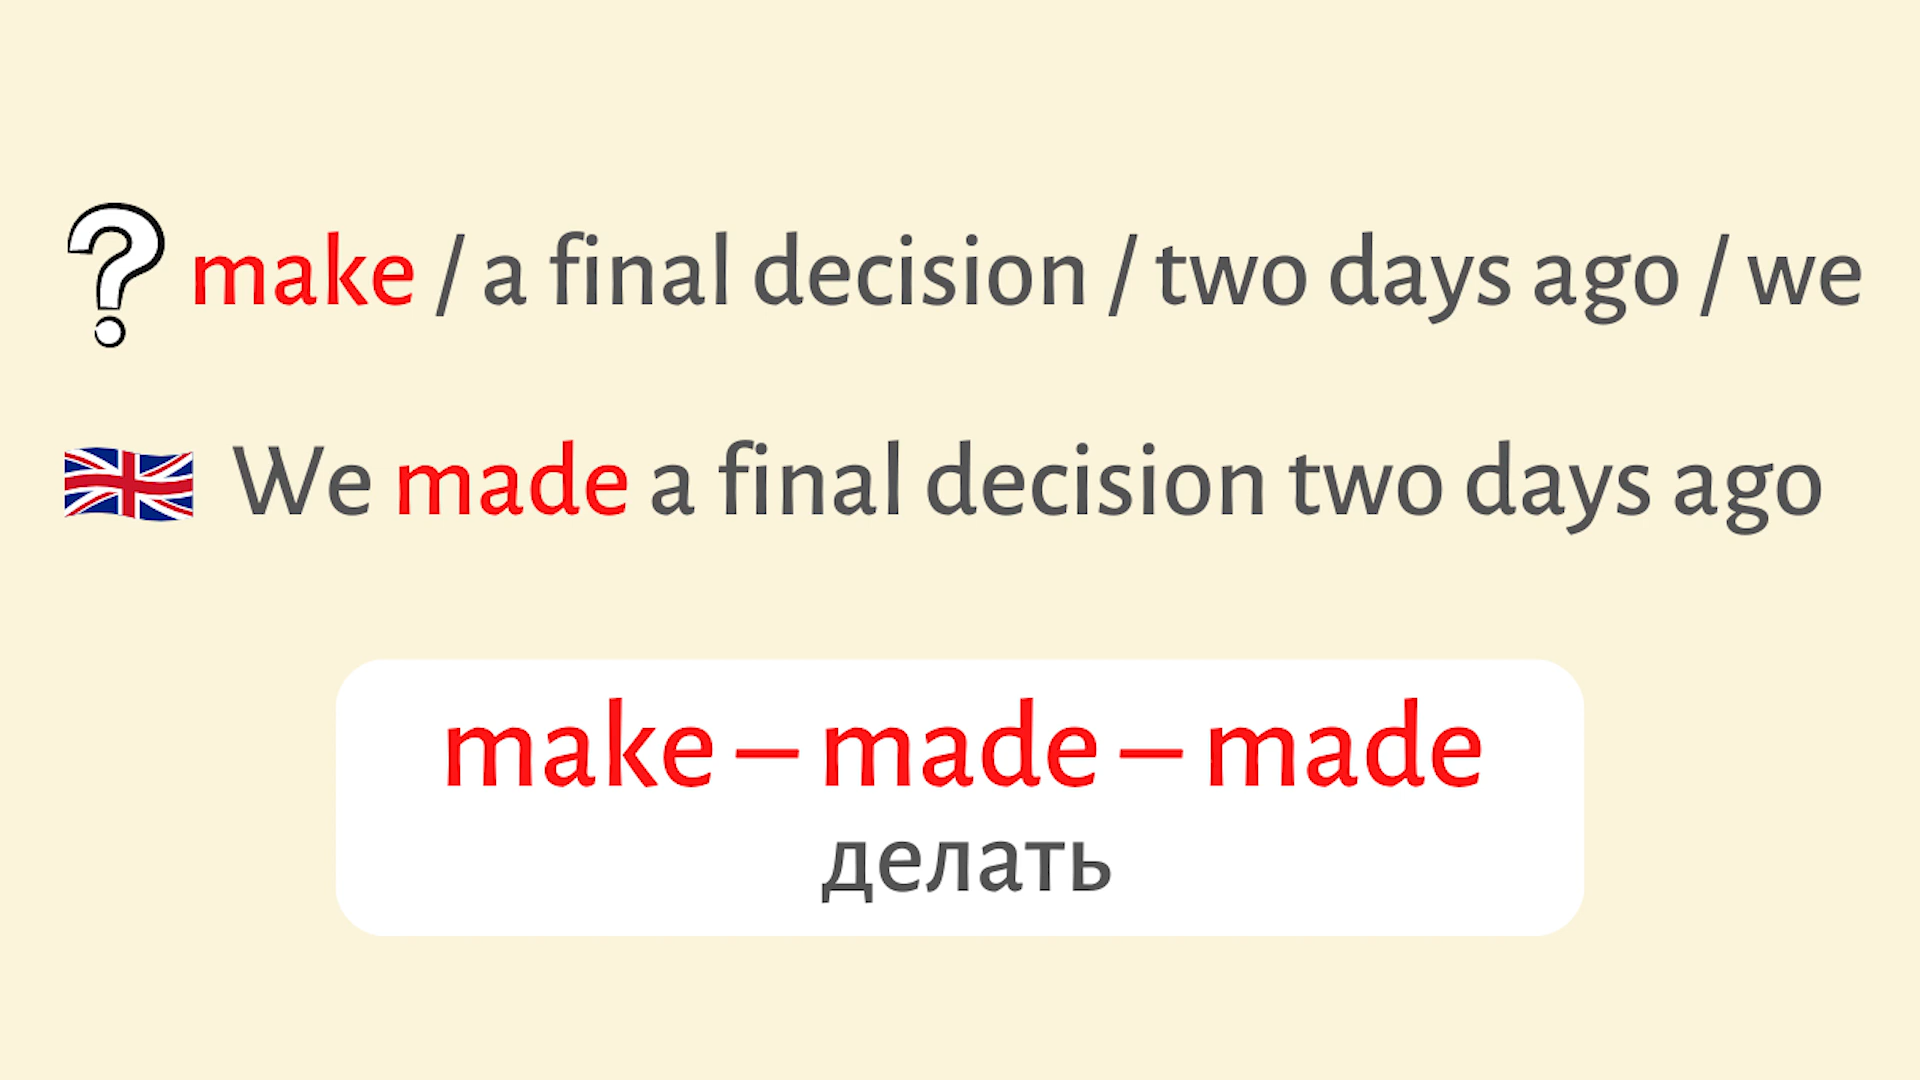 make / a final decision / two days ago / we
We made a final decision two days ago
make – made – made
делать